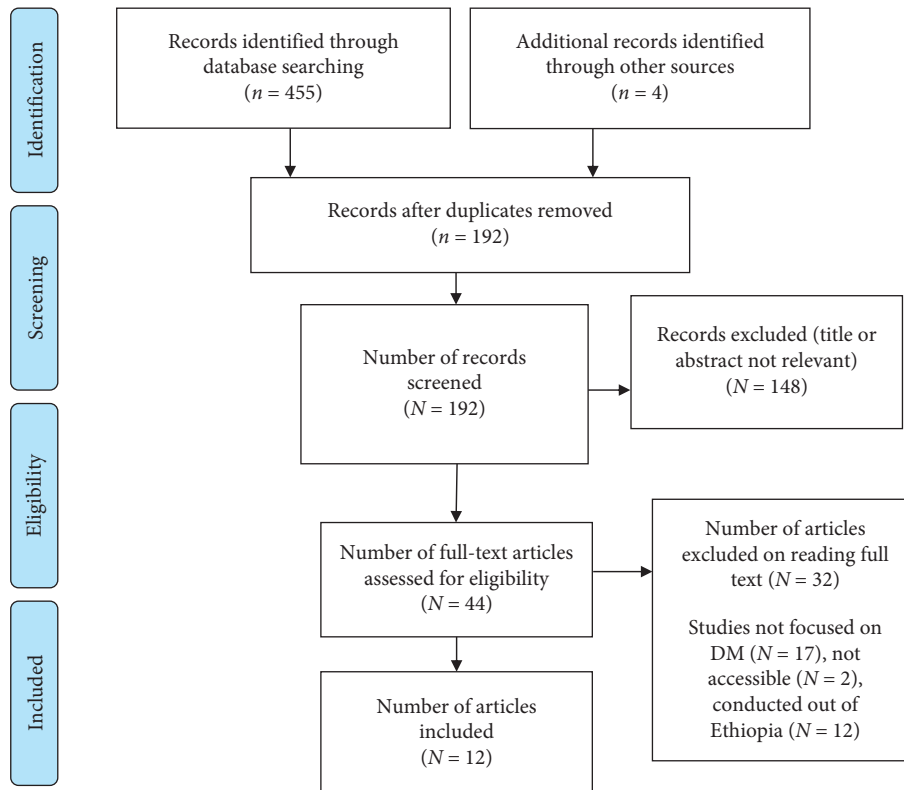 Identification
Records identified through
database searching
(n = 455)
Additional records identified
through other sources
(n = 4)
Records after duplicates removed
(n = 192)
Screening
Number of records
screened
(N = 192)
Records excluded (title or
abstract not relevant)
(N = 148)
Eligibility
Number of full-text articles
assessed for eligibility
(N = 44)
Number of articles
excluded on reading full
text (N = 32)
Studies not focused on
DM (N = 17), not
accessible (N = 2),
conducted out of
Ethiopia (N = 12)
Included
Number of articles
included
(N = 12)